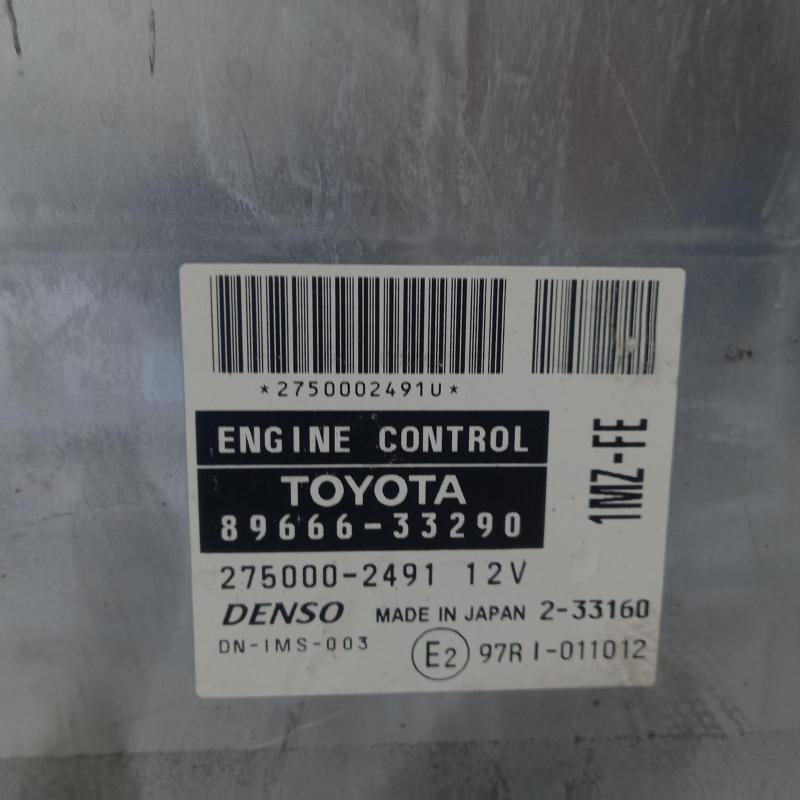 *2750002491U*
ENGINE CONTROL
TOYOTA
89666-33290
1MZ-FE
275000-2491 12V
DENSO MADE IN JAPAN 2-33160
DN-IMS-003 E2 97RI-011012